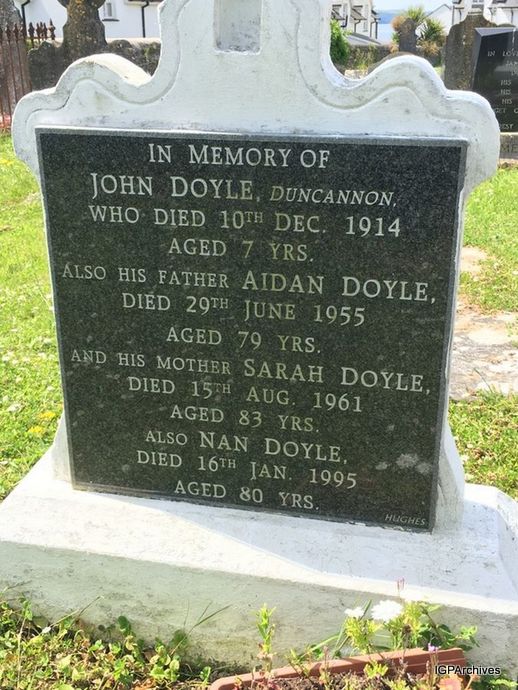 IN MEMORY OF
JOHN DOYLE, DUNCANNON,
WHO DIED 10TH DEC. 1914
AGED 7 YRS.
ALSO HIS FATHER AIDAN DOYLE,
DIED 29TH JUNE 1955
AGED 79 YRS.
AND HIS MOTHER SARAH DOYLE,
DIED 15TH AUG. 1961
AGED 83 YRS.
ALSO NAN DOYLE,
DIED 16TH JAN. 1995
AGED 80 YRS.
HUGHES
IGPArchives